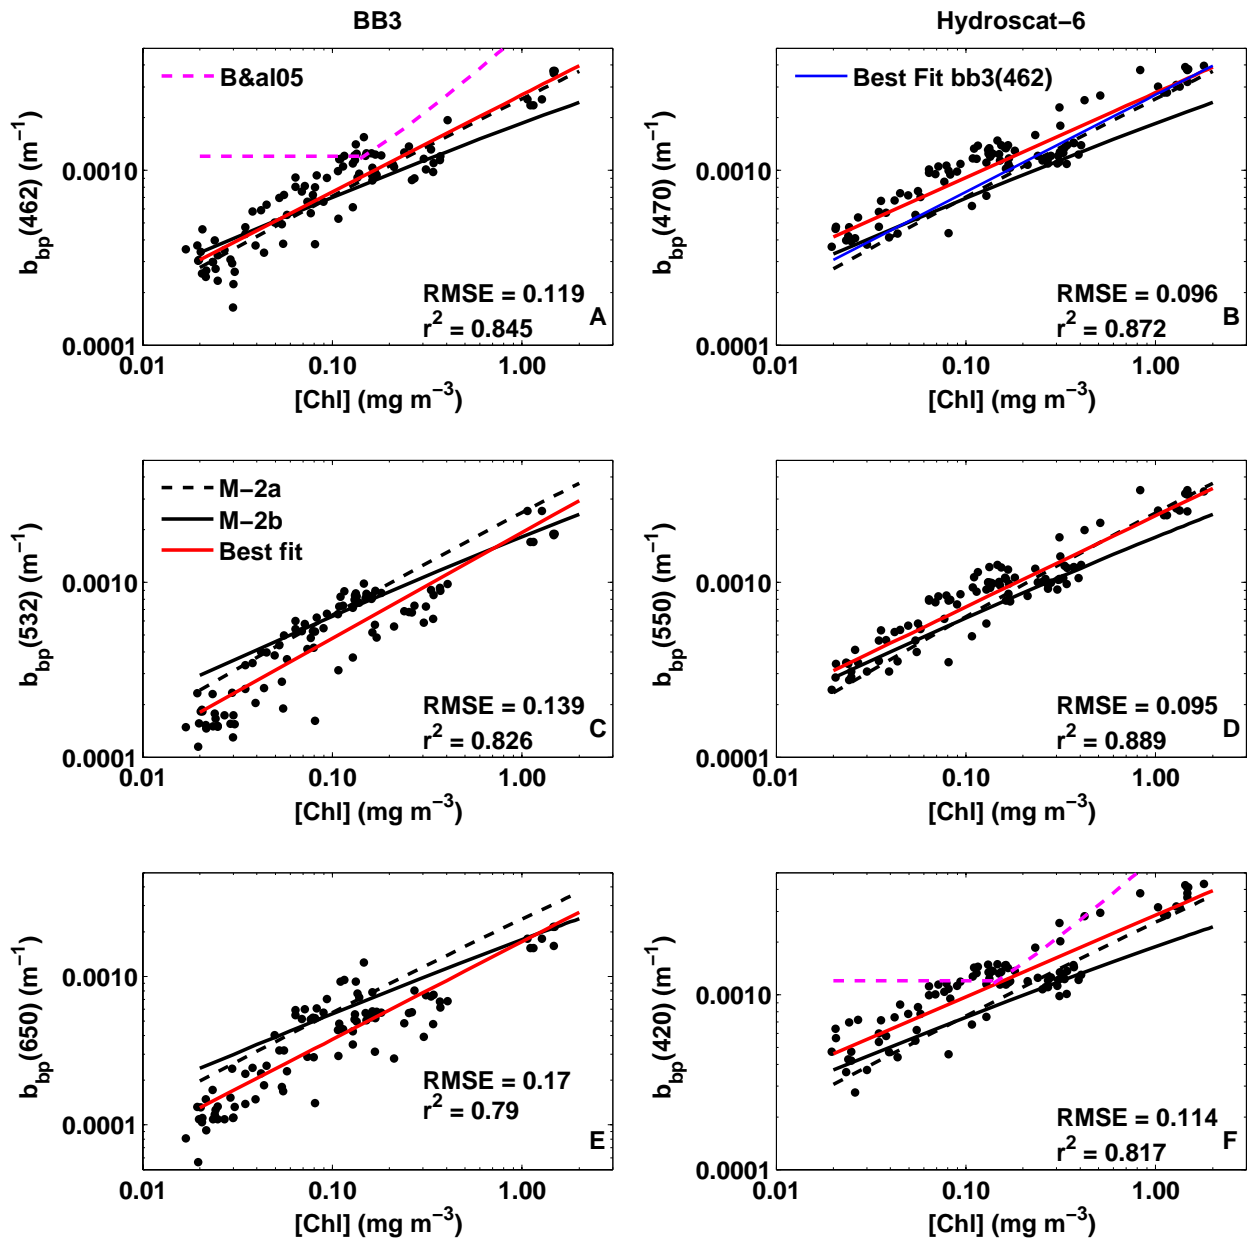 BB3
Hydroscat−6
B&al05
Best Fit bb3(462)
b_bp(462) (m^−1)
0.0010
0.0001
RMSE = 0.119
r^2 = 0.845
A
0.01 0.10 1.00
[Chl] (mg m^−3)
b_bp(470) (m^−1)
0.0010
0.0001
RMSE = 0.096
r^2 = 0.872
B
0.01 0.10 1.00
[Chl] (mg m^−3)
M−2a
M−2b
Best fit
b_bp(532) (m^−1)
0.0010
0.0001
RMSE = 0.139
r^2 = 0.826
C
0.01 0.10 1.00
[Chl] (mg m^−3)
b_bp(550) (m^−1)
0.0010
0.0001
RMSE = 0.095
r^2 = 0.889
D
0.01 0.10 1.00
[Chl] (mg m^−3)
b_bp(650) (m^−1)
0.0010
0.0001
RMSE = 0.17
r^2 = 0.79
E
0.01 0.10 1.00
[Chl] (mg m^−3)
b_bp(420) (m^−1)
0.0010
0.0001
RMSE = 0.114
r^2 = 0.817
F
0.01 0.10 1.00
[Chl] (mg m^−3)